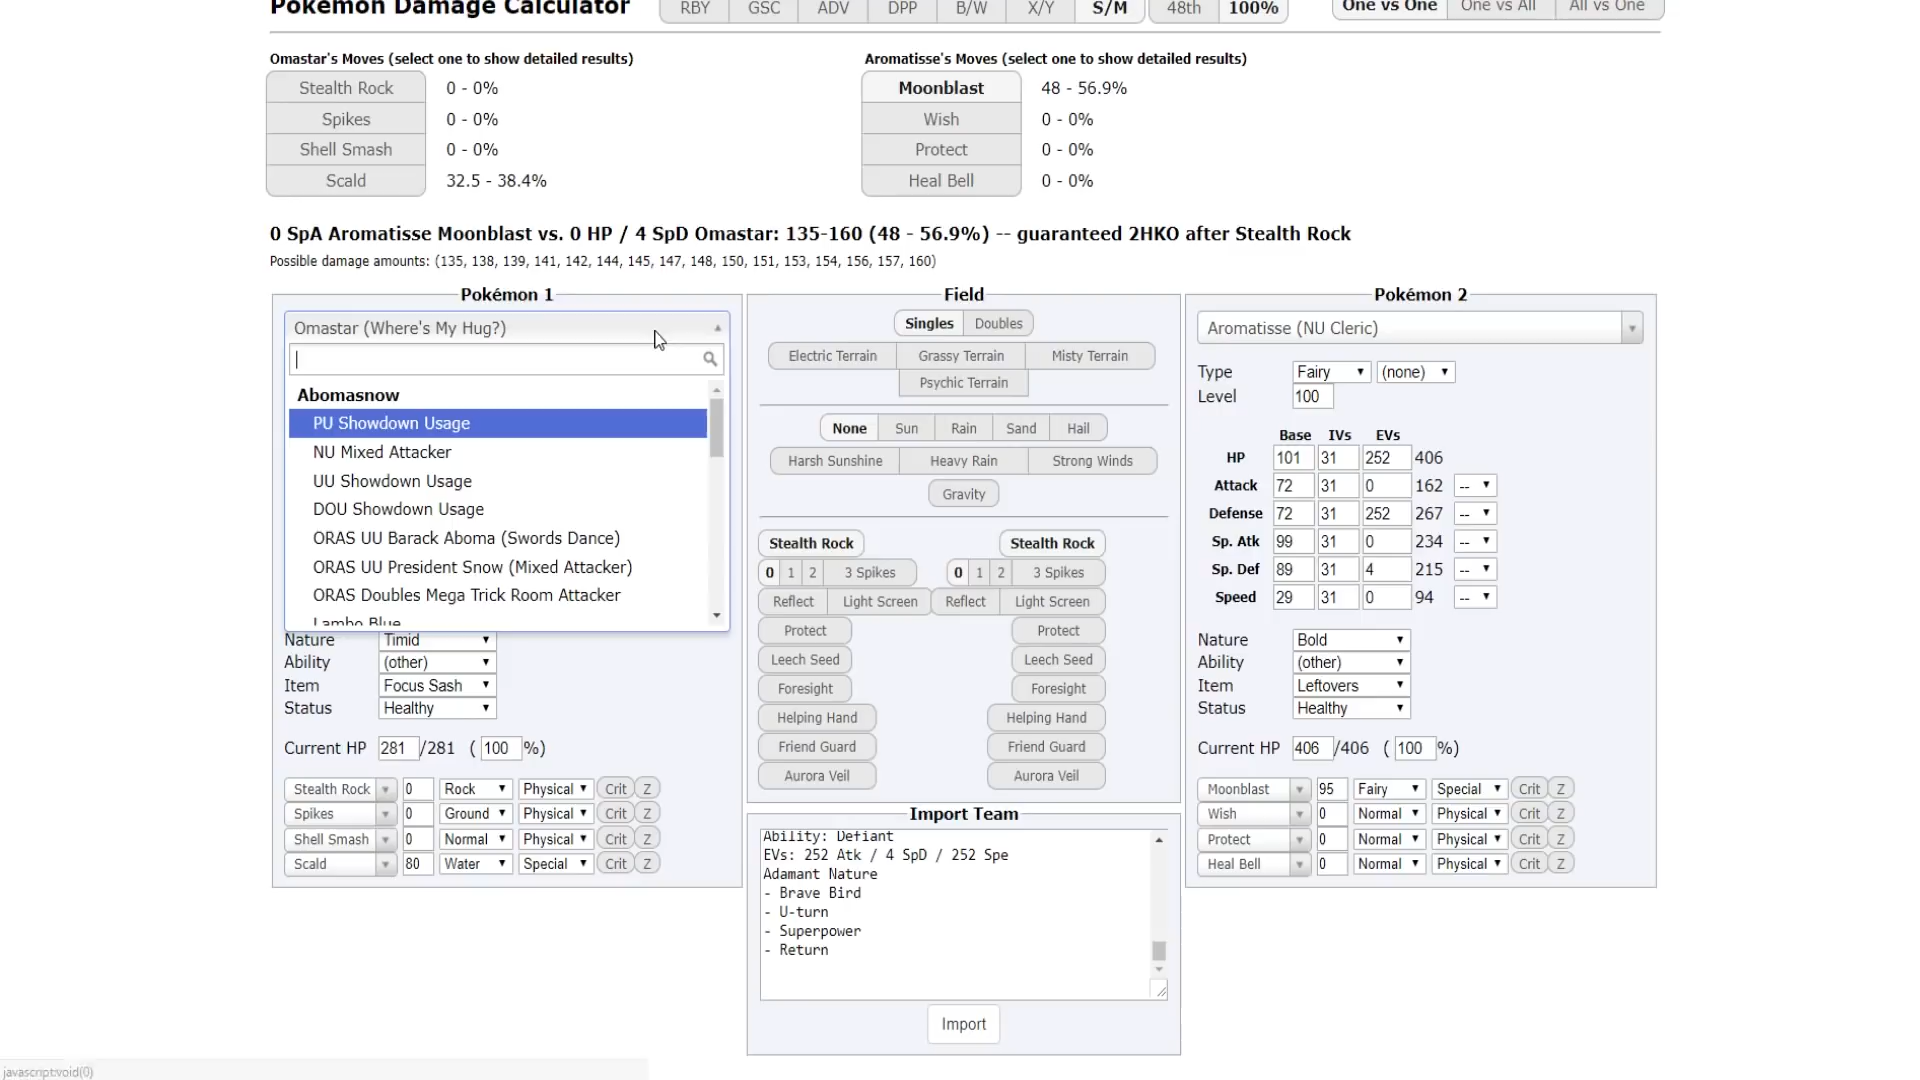 Pokémon Damage Calculator
RBY GSC ADV DPP B/W X/Y S/M 48th 100% One vs One One vs All All vs One
Omastar's Moves (select one to show detailed results)
Stealth Rock 0 - 0%
Spikes 0 - 0%
Shell Smash 0 - 0%
Scald 32.5 - 38.4%
Aromatisse's Moves (select one to show detailed results)
Moonblast 48 - 56.9%
Wish 0 - 0%
Protect 0 - 0%
Heal Bell 0 - 0%
0 SpA Aromatisse Moonblast vs. 0 HP / 4 SpD Omastar: 135-160 (48 - 56.9%) -- guaranteed 2HKO after Stealth Rock
Possible damage amounts: (135, 138, 139, 141, 142, 144, 145, 147, 148, 150, 151, 153, 154, 156, 157, 160)
Pokémon 1
Omastar (Where's My Hug?)
Abomasnow
PU Showdown Usage
NU Mixed Attacker
UU Showdown Usage
DOU Showdown Usage
ORAS UU Barack Aboma (Swords Dance)
ORAS UU President Snow (Mixed Attacker)
ORAS Doubles Mega Trick Room Attacker
Lambo Blue
Nature Timid
Ability (other)
Item Focus Sash
Status Healthy
Current HP 281 /281 ( 100 %)
Stealth Rock 0 Rock Physical Crit Z
Spikes 0 Ground Physical Crit Z
Shell Smash 0 Normal Physical Crit Z
Scald 80 Water Special Crit Z
Field
Singles Doubles
Electric Terrain Grassy Terrain Misty Terrain
Psychic Terrain
None Sun Rain Sand Hail
Harsh Sunshine Heavy Rain Strong Winds
Gravity
Stealth Rock Stealth Rock
0 1 2 3 Spikes 0 1 2 3 Spikes
Reflect Light Screen Reflect Light Screen
Protect Protect
Leech Seed Leech Seed
Foresight Foresight
Helping Hand Helping Hand
Friend Guard Friend Guard
Aurora Veil Aurora Veil
Import Team
Ability: Defiant
EVs: 252 Atk / 4 SpD / 252 Spe
Adamant Nature
- Brave Bird
- U-turn
- Superpower
- Return
Import
Pokémon 2
Aromatisse (NU Cleric)
Type Fairy (none)
Level 100
Base IVs EVs
HP 101 31 252 406
Attack 72 31 0 162 --
Defense 72 31 252 267 --
Sp. Atk 99 31 0 234 --
Sp. Def 89 31 4 215 --
Speed 29 31 0 94 --
Nature Bold
Ability (other)
Item Leftovers
Status Healthy
Current HP 406 /406 ( 100 %)
Moonblast 95 Fairy Special Crit Z
Wish 0 Normal Physical Crit Z
Protect 0 Normal Physical Crit Z
Heal Bell 0 Normal Physical Crit Z
javascript:void(0)